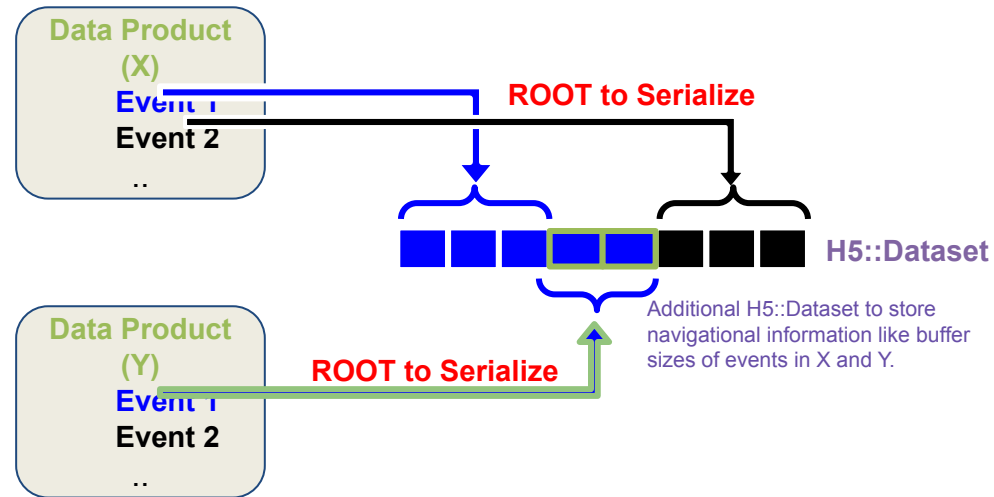 Data Product
(X)
Event 1
Event 2
..
ROOT to Serialize
H5::Dataset
Additional H5::Dataset to store
navigational information like buffer
sizes of events in X and Y.
Data Product
(Y)
Event 1
Event 2
..
ROOT to Serialize